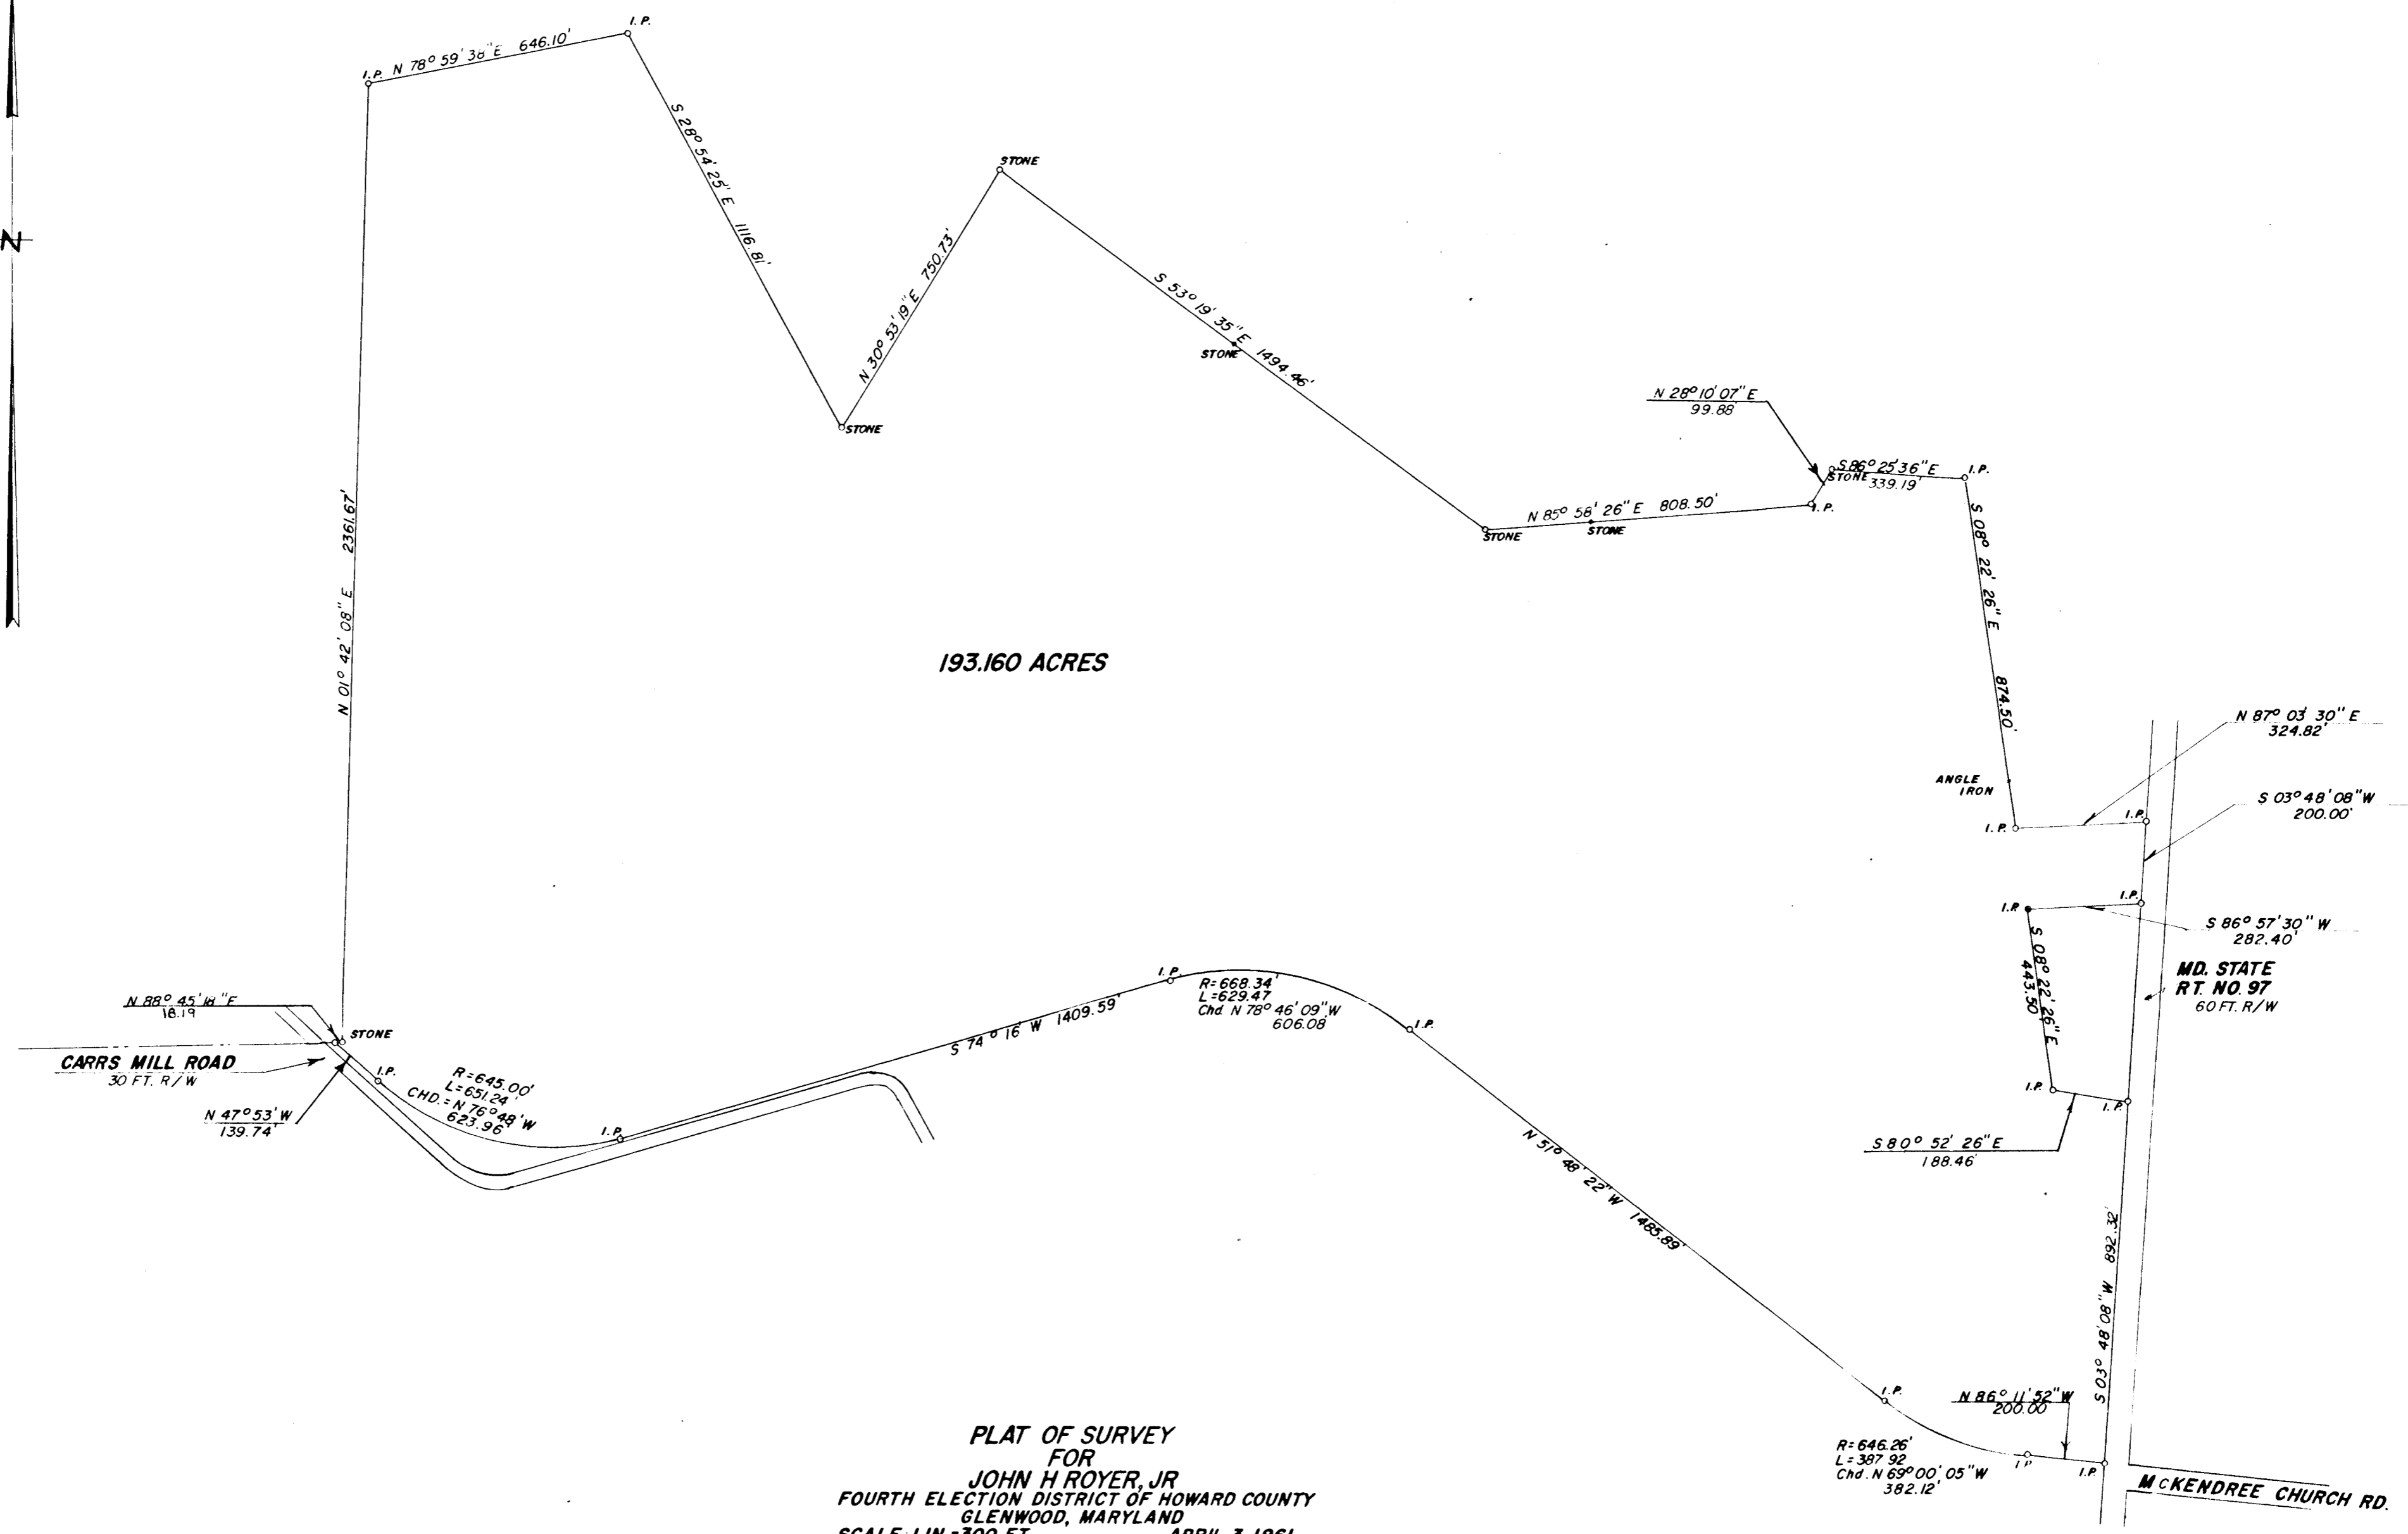 I.P.
I.P. N 78° 59' 38" E 646.10'
N
S 28° 54' 25" E 1116.81'
STONE
N 30° 53' 19" E 750.73'
STONE
S 53° 19' 35" E 1494.46'
STONE
N 28° 10' 07" E
99.88'
S 86° 25' 36" E
339.19'
STONE
I.P.
I.P.
N 85° 58' 26" E 808.50'
STONE
STONE
N 01° 42' 08" E 2361.67'
S 08° 22' 26" E 874.50'
193.160 ACRES
N 87° 03' 30" E
324.82'
ANGLE
IRON
S 03° 48' 08" W
200.00'
I.P.
I.P.
I.P.
I.P.
S 86° 57' 30" W
282.40'
S 08° 22' 26" E
443.50'
MD. STATE
RT. NO. 97
60 FT. R/W
I.P.
R=668.34'
L=629.47
Chd. N 78° 46' 09" W
606.08'
I.P.
N 88° 45' 18" E
18.19
STONE
CARRS MILL ROAD
30 FT. R/W
S 74° 16' W 1409.59'
I.P.
R=645.00'
L=651.24'
CHD.=N 76° 48' W
623.96'
N 47° 53' W
139.74'
I.P.
I.P.
I.P.
S 80° 52' 26" E
188.46'
N 51° 48' 22" W 1485.89'
S 03° 48' 08" W 892.32'
I.P.
N 86° 11' 52" W
200.00
R=646.26'
L=387.92
Chd. N 69° 00' 05" W
382.12'
I.P.
I.P.
McKENDREE CHURCH RD.
PLAT OF SURVEY
FOR
JOHN H ROYER, JR
FOURTH ELECTION DISTRICT OF HOWARD COUNTY
GLENWOOD, MARYLAND
SCALE: 1 IN.=300 FT. APRIL 3, 1961